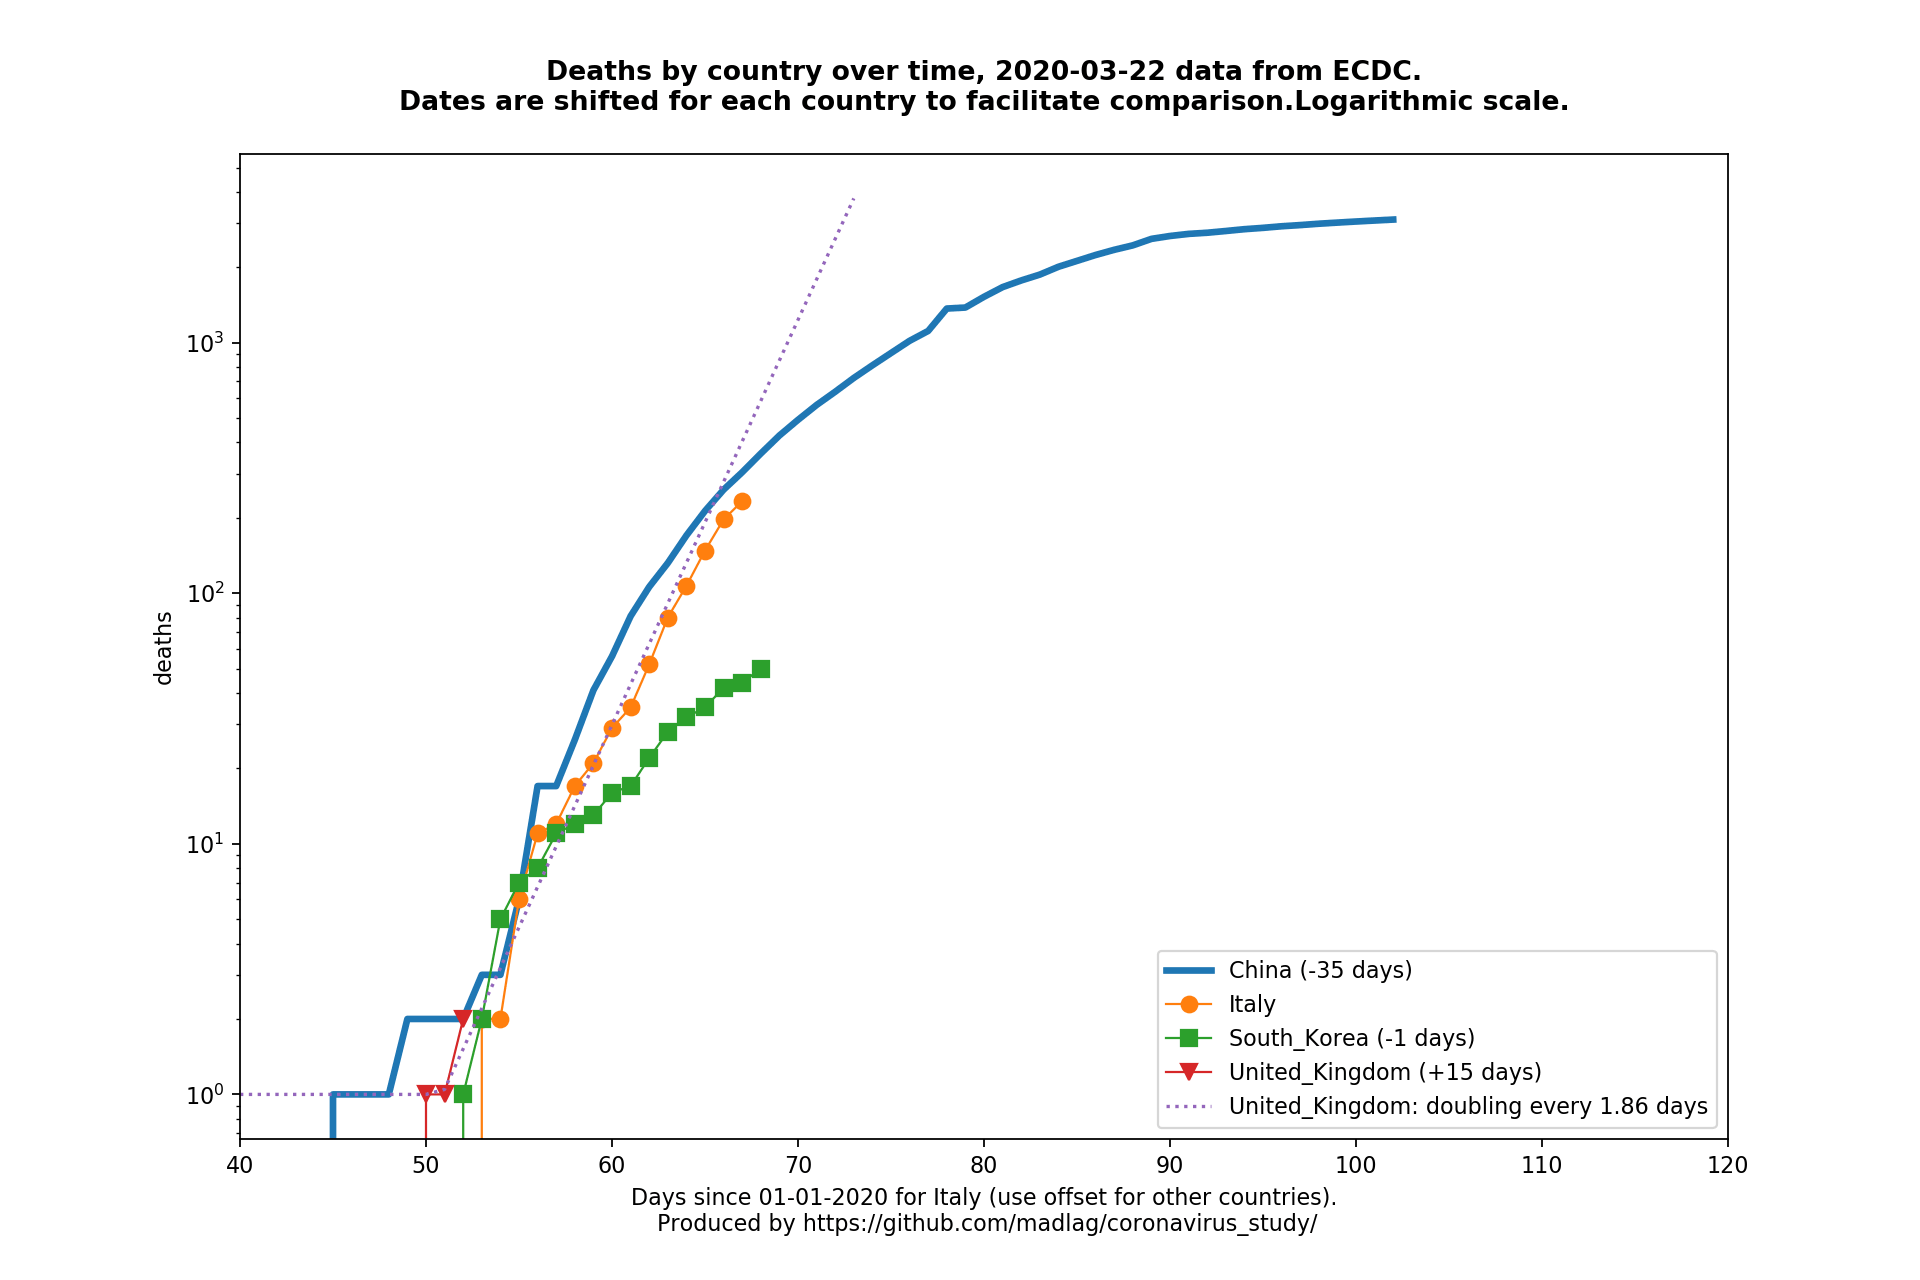 Deaths by country over time, 2020-03-22 data from ECDC.
Dates are shifted for each country to facilitate comparison.Logarithmic scale.
deaths
10³
10²
10¹
10⁰
China (-35 days)
Italy
South_Korea (-1 days)
United_Kingdom (+15 days)
United_Kingdom: doubling every 1.86 days
40 50 60 70 80 90 100 110 120
Days since 01-01-2020 for Italy (use offset for other countries).
Produced by https://github.com/madlag/coronavirus_study/